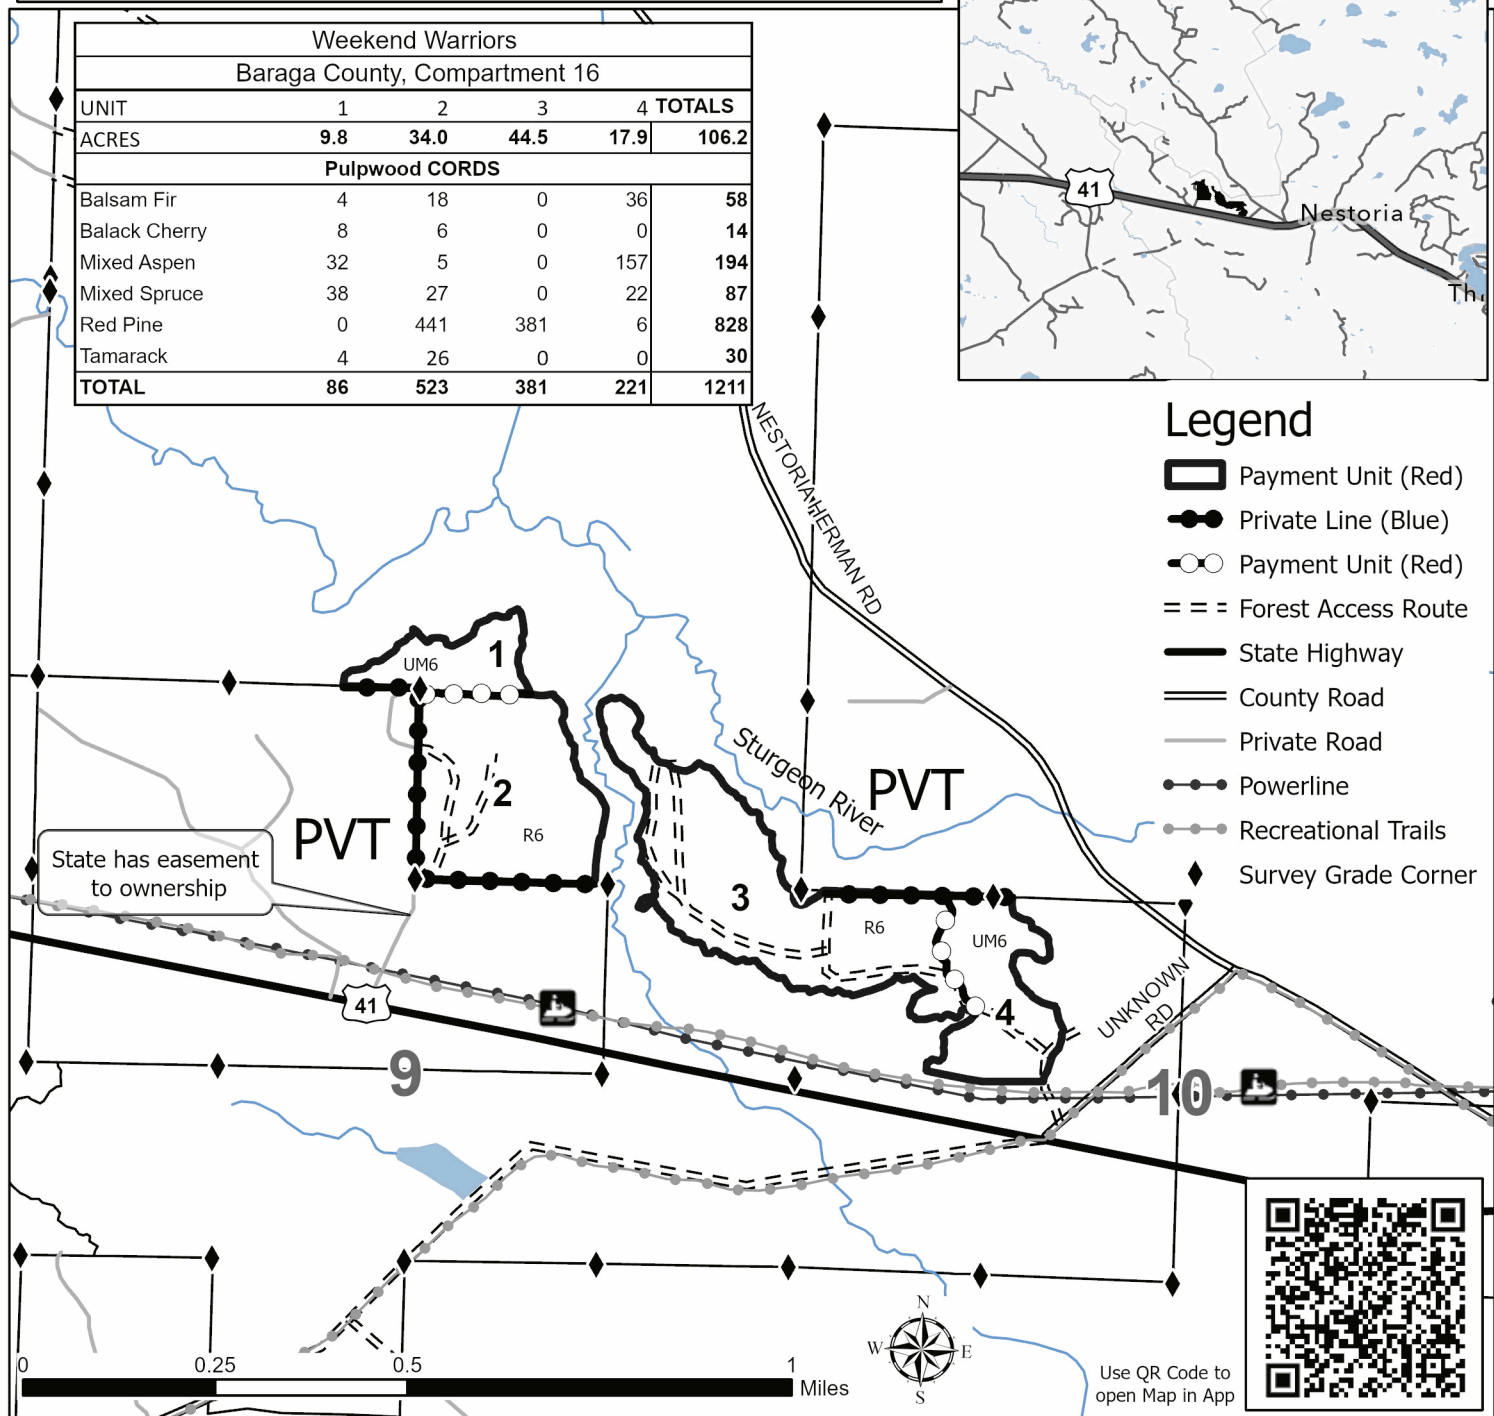 Weekend Warriors
Baraga County, Compartment 16
UNIT 1 2 3 4 TOTALS
ACRES 9.8 34.0 44.5 17.9 106.2
Pulpwood CORDS
Balsam Fir 4 18 0 36 58
Balack Cherry 8 6 0 0 14
Mixed Aspen 32 5 0 157 194
Mixed Spruce 38 27 0 22 87
Red Pine 0 441 381 6 828
Tamarack 4 26 0 0 30
TOTAL 86 523 381 221 1211
41
Nestoria
Th
Legend
Payment Unit (Red)
Private Line (Blue)
Payment Unit (Red)
Forest Access Route
State Highway
County Road
Private Road
Powerline
Recreational Trails
Survey Grade Corner
NESTORIA HERMAN RD
1
UM6
2
R6
PVT
State has easement
to ownership
Sturgeon River
PVT
3
R6
UM6
4
UNKNOWN
RD
41
9
10
0 0.25 0.5 1
Miles
N
W E
S
Use QR Code to
open Map in App